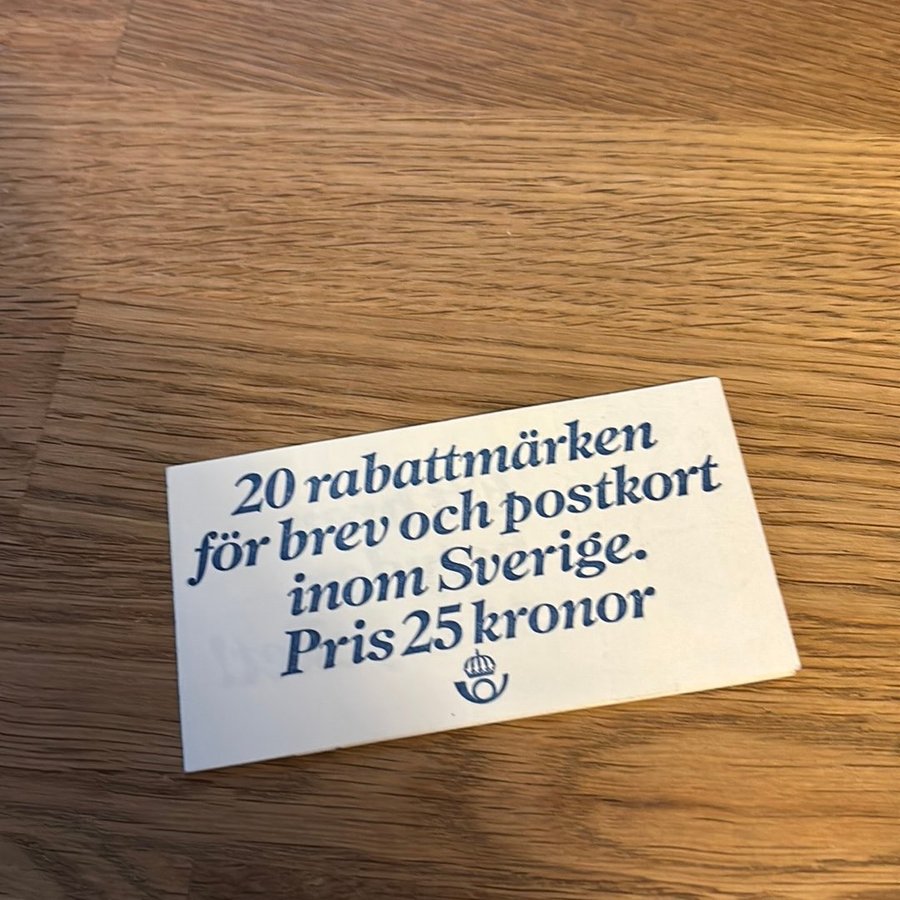 20 rabattmärken
för brev och postkort
inom Sverige.
Pris 25 kronor